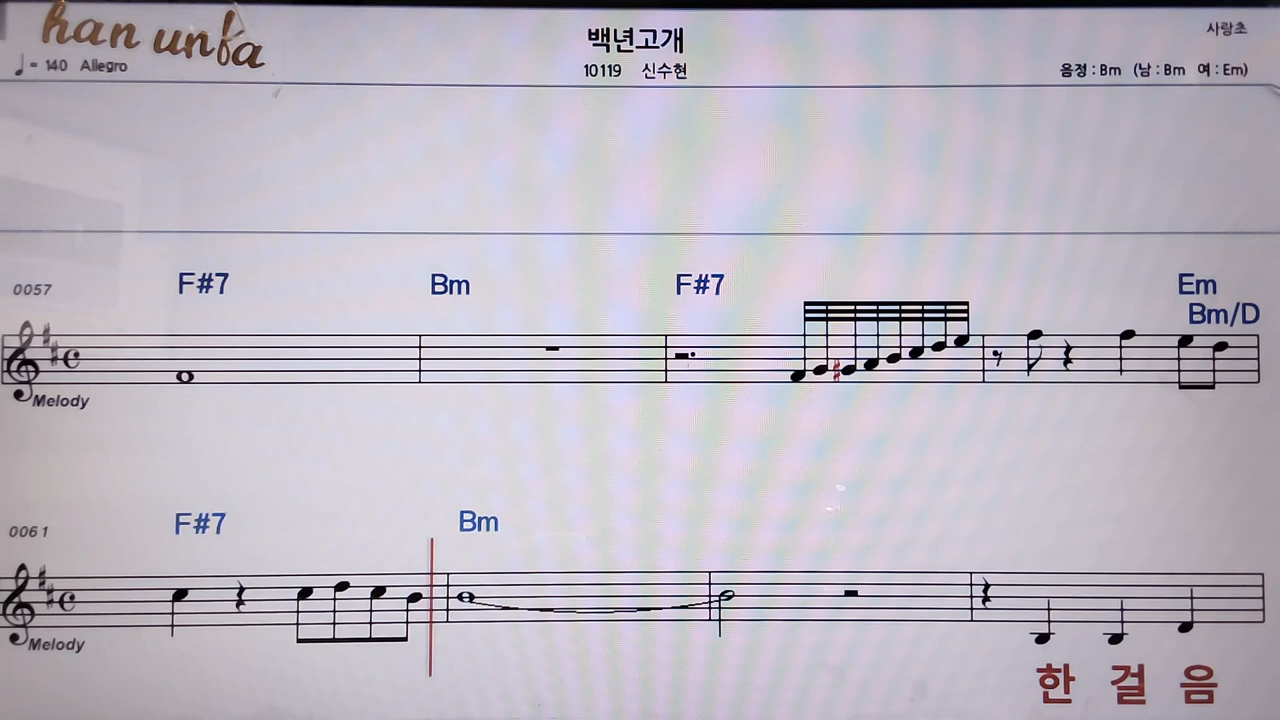 han unfa
백년고개
사랑초
♩= 140 Allegro
10119 신수현
음정 : Bm (남 : Bm 여 : Em)
F#7 Bm F#7 Em
0057
Bm/D
Melody
F#7 Bm
0061
Melody
한 걸 음